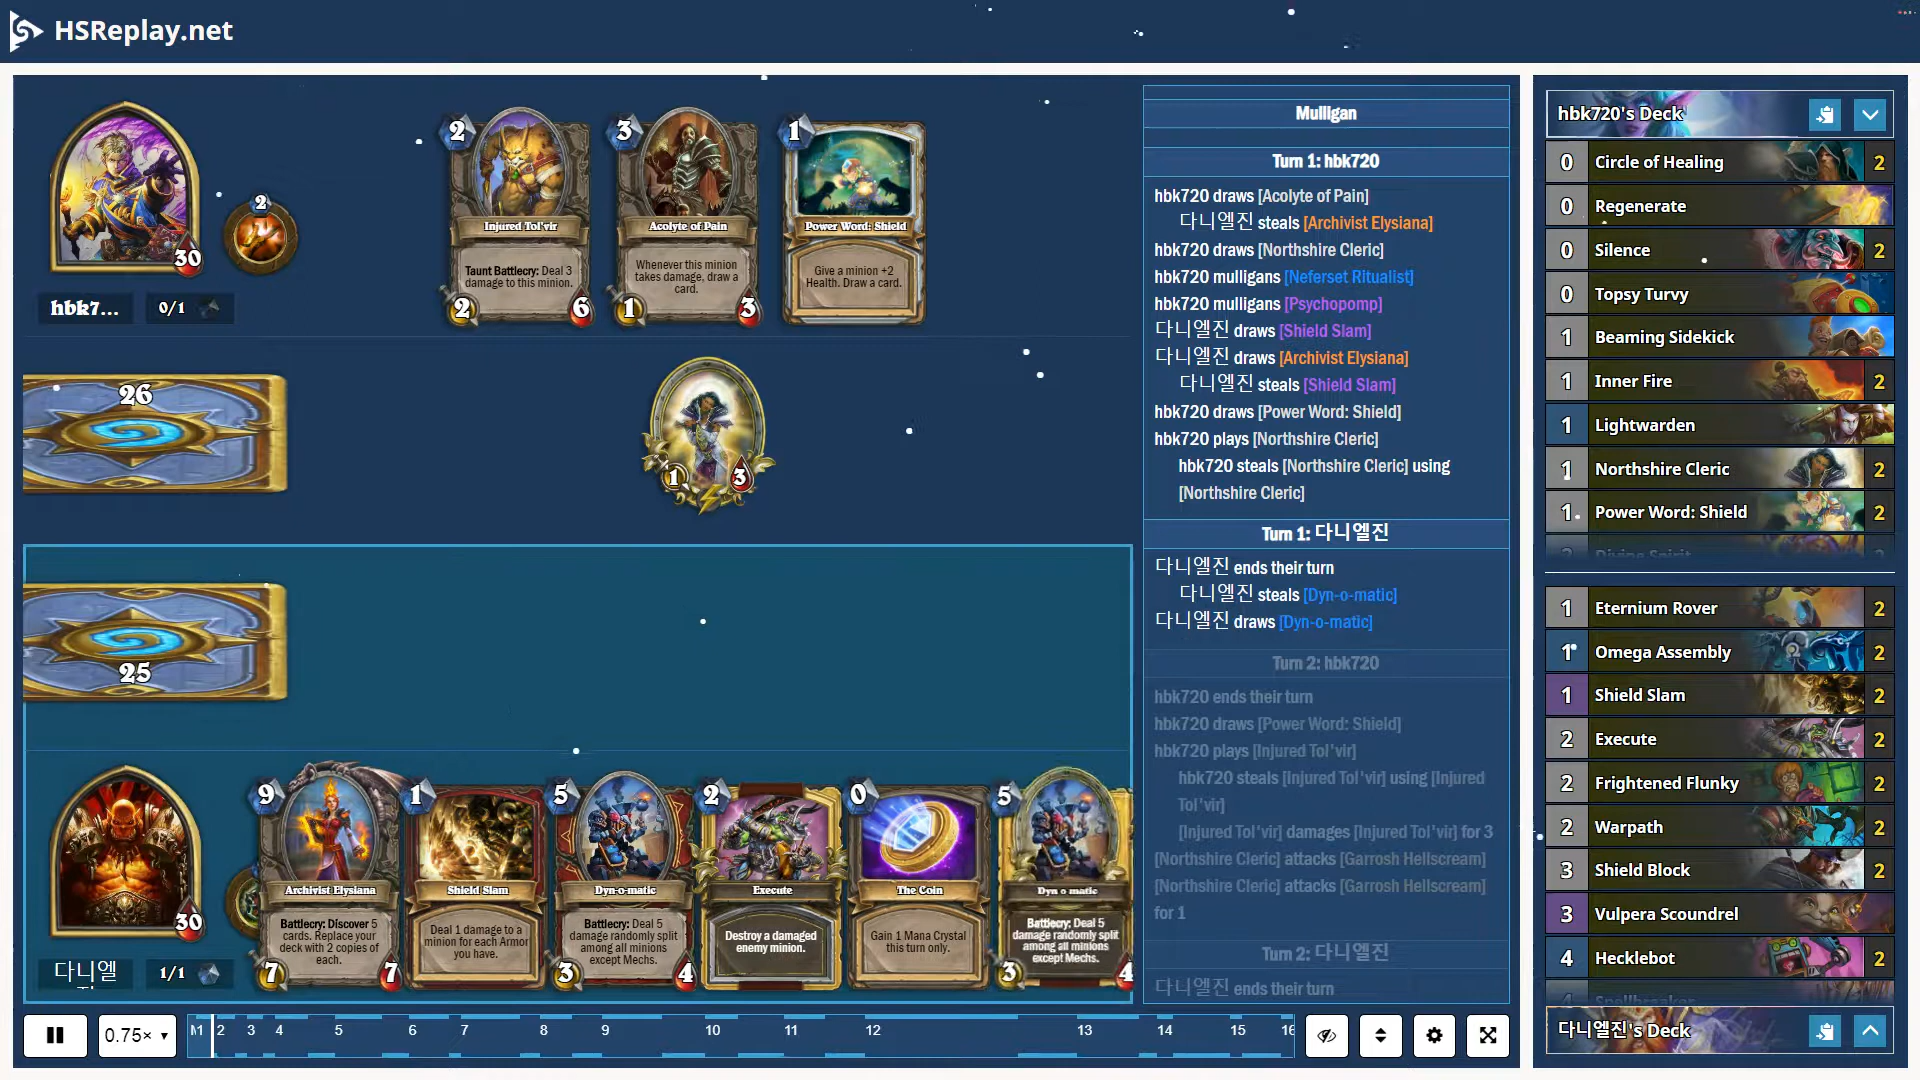 HSReplay.net
2
Injured Tol'vir
Taunt Battlecry: Deal 3
damage to this minion.
2
6
3
Acolyte of Pain
Whenever this minion
takes damage, draw a
card.
1
3
1
Power Word: Shield
Give a minion +2
Health. Draw a card.
2
30
hbk7...
0/1
26
1
3
25
30
다니엘
1/1
9
Archivist Elysiana
Battlecry: Discover 5
cards. Replace your
deck with 2 copies of
each.
7
7
1
Shield Slam
Deal 1 damage to a
minion for each Armor
you have.
5
Dyn-o-matic
Battlecry: Deal 5
damage randomly split
among all minions
except Mechs.
3
4
2
Execute
Destroy a damaged
enemy minion.
0
The Coin
Gain 1 Mana Crystal
this turn only.
5
Dyn-o-matic
Battlecry: Deal 5
damage randomly split
among all minions
except Mechs.
3
4
Mulligan
Turn 1: hbk720
hbk720 draws [Acolyte of Pain]
다니엘진 steals [Archivist Elysiana]
hbk720 draws [Northshire Cleric]
hbk720 mulligans [Neferset Ritualist]
hbk720 mulligans [Psychopomp]
다니엘진 draws [Shield Slam]
다니엘진 draws [Archivist Elysiana]
다니엘진 steals [Shield Slam]
hbk720 draws [Power Word: Shield]
hbk720 plays [Northshire Cleric]
hbk720 steals [Northshire Cleric] using
[Northshire Cleric]
Turn 1: 다니엘진
다니엘진 ends their turn
다니엘진 steals [Dyn-o-matic]
다니엘진 draws [Dyn-o-matic]
Turn 2: hbk720
hbk720 ends their turn
hbk720 draws [Power Word: Shield]
hbk720 plays [Injured Tol'vir]
hbk720 steals [Injured Tol'vir] using [Injured
Tol'vir]
[Injured Tol'vir] damages [Injured Tol'vir] for 3
[Northshire Cleric] attacks [Garrosh Hellscream]
[Northshire Cleric] attacks [Garrosh Hellscream]
for 1
Turn 2: 다니엘진
다니엘진 ends their turn
hbk720's Deck
0 Circle of Healing 2
0 Regenerate
0 Silence 2
0 Topsy Turvy
1 Beaming Sidekick
1 Inner Fire 2
1 Lightwarden
1 Northshire Cleric 2
1 Power Word: Shield 2
2 Divine Spirit 2
1 Eternium Rover 2
1 Omega Assembly 2
1 Shield Slam 2
2 Execute 2
2 Frightened Flunky 2
2 Warpath 2
3 Shield Block 2
3 Vulpera Scoundrel
4 Hecklebot 2
4 Spellbreaker
다니엘진's Deck
0.75×
M1 2 3 4 5 6 7 8 9 10 11 12 13 14 15 16